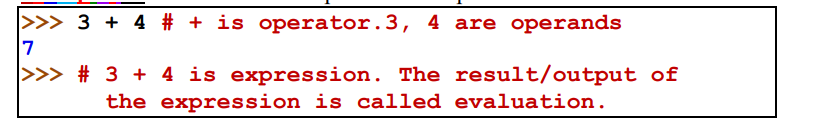 >>> 3 + 4 # + is operator.3, 4 are operands
7
>>> # 3 + 4 is expression. The result/output of
the expression is called evaluation.